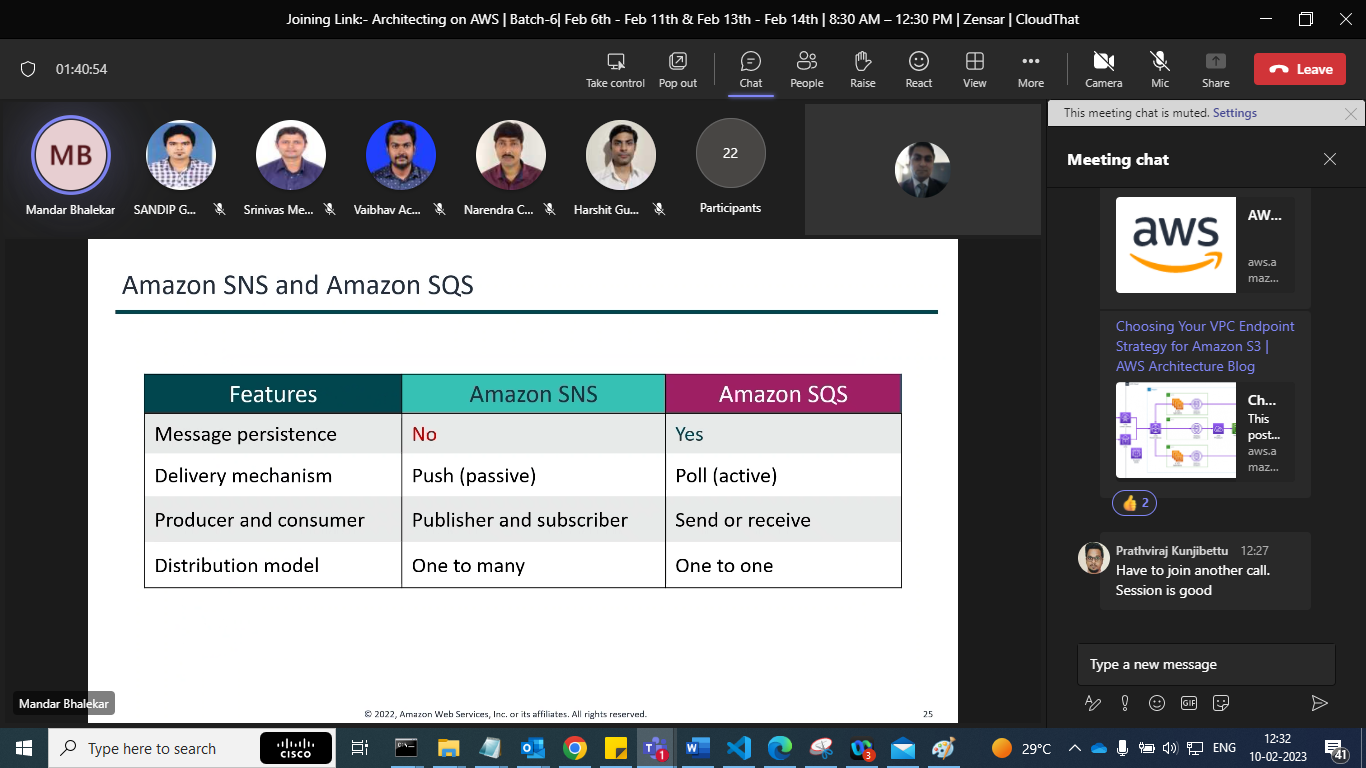 Joining Link:- Architecting on AWS | Batch-6| Feb 6th - Feb 11th & Feb 13th - Feb 14th | 8:30 AM – 12:30 PM | Zensar | CloudThat
01:40:54
Take control
Pop out
Chat
People
Raise
React
View
More
Camera
Mic
Share
Leave
MB
22
Mandar Bhalekar
SANDIP G...
Srinivas Me...
Vaibhav Ac...
Narendra C...
Harshit Gu...
Participants
This meeting chat is muted. Settings
Meeting chat
aws
AW...
aws.a
maz...
Choosing Your VPC Endpoint
Strategy for Amazon S3 |
AWS Architecture Blog
Ch...
This
post...
aws.a
maz...
2
Prathviraj Kunjibettu 12:27
Have to join another call.
Session is good
Type a new message
GIF
Amazon SNS and Amazon SQS
Features Amazon SNS Amazon SQS
Message persistence No Yes
Delivery mechanism Push (passive) Poll (active)
Producer and consumer Publisher and subscriber Send or receive
Distribution model One to many One to one
Mandar Bhalekar
© 2022, Amazon Web Services, Inc. or its affiliates. All rights reserved.
25
Type here to search
CISCO
1
3
29°C
ENG
12:32
10-02-2023
41